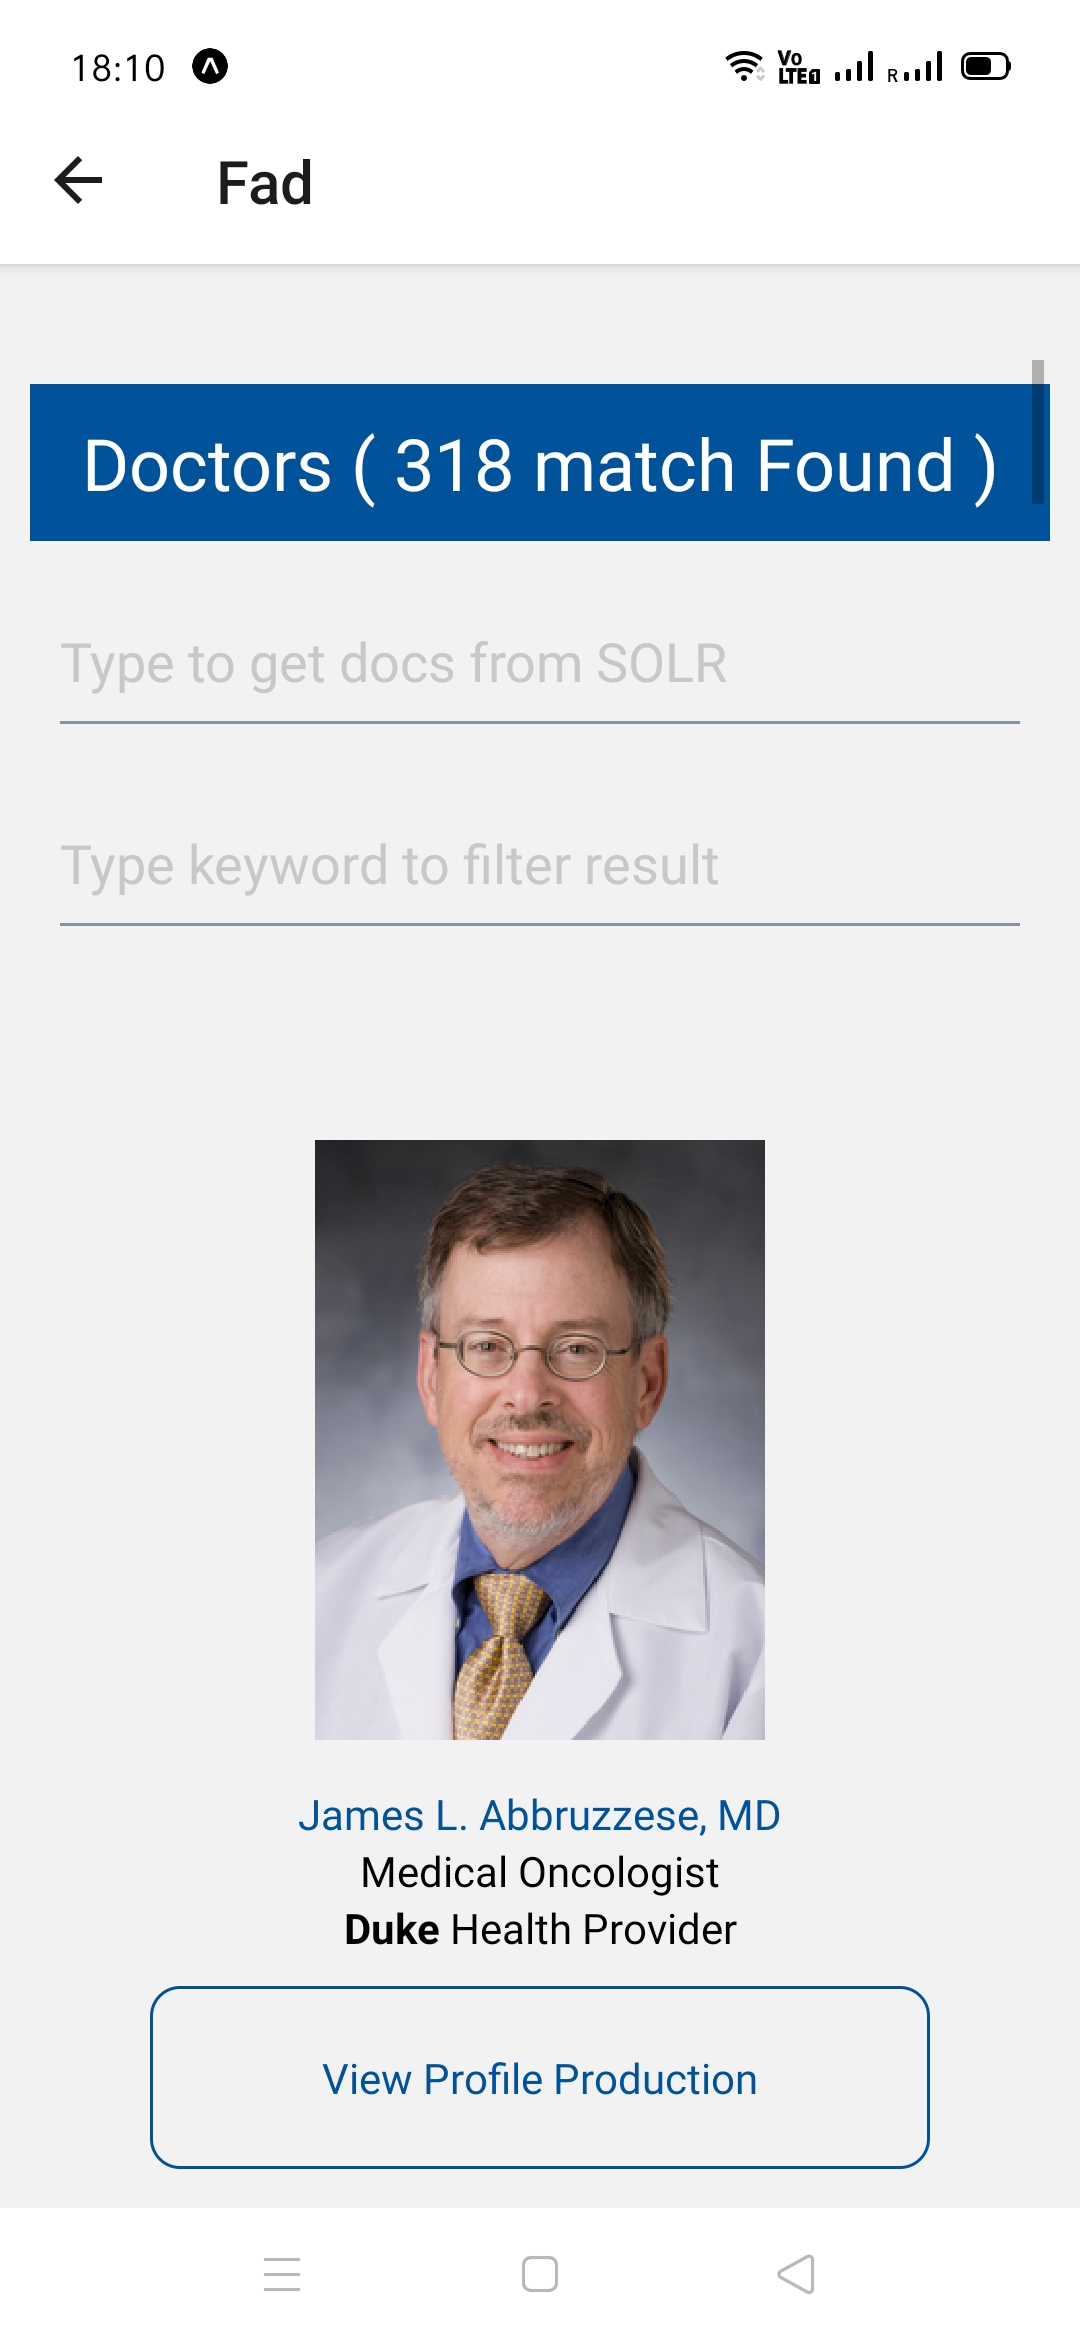 18:10
Vo
LTE1
R
Fad
Doctors ( 318 match Found )
Type to get docs from SOLR
Type keyword to filter result
James L. Abbruzzese, MD
Medical Oncologist
Duke Health Provider
View Profile Production